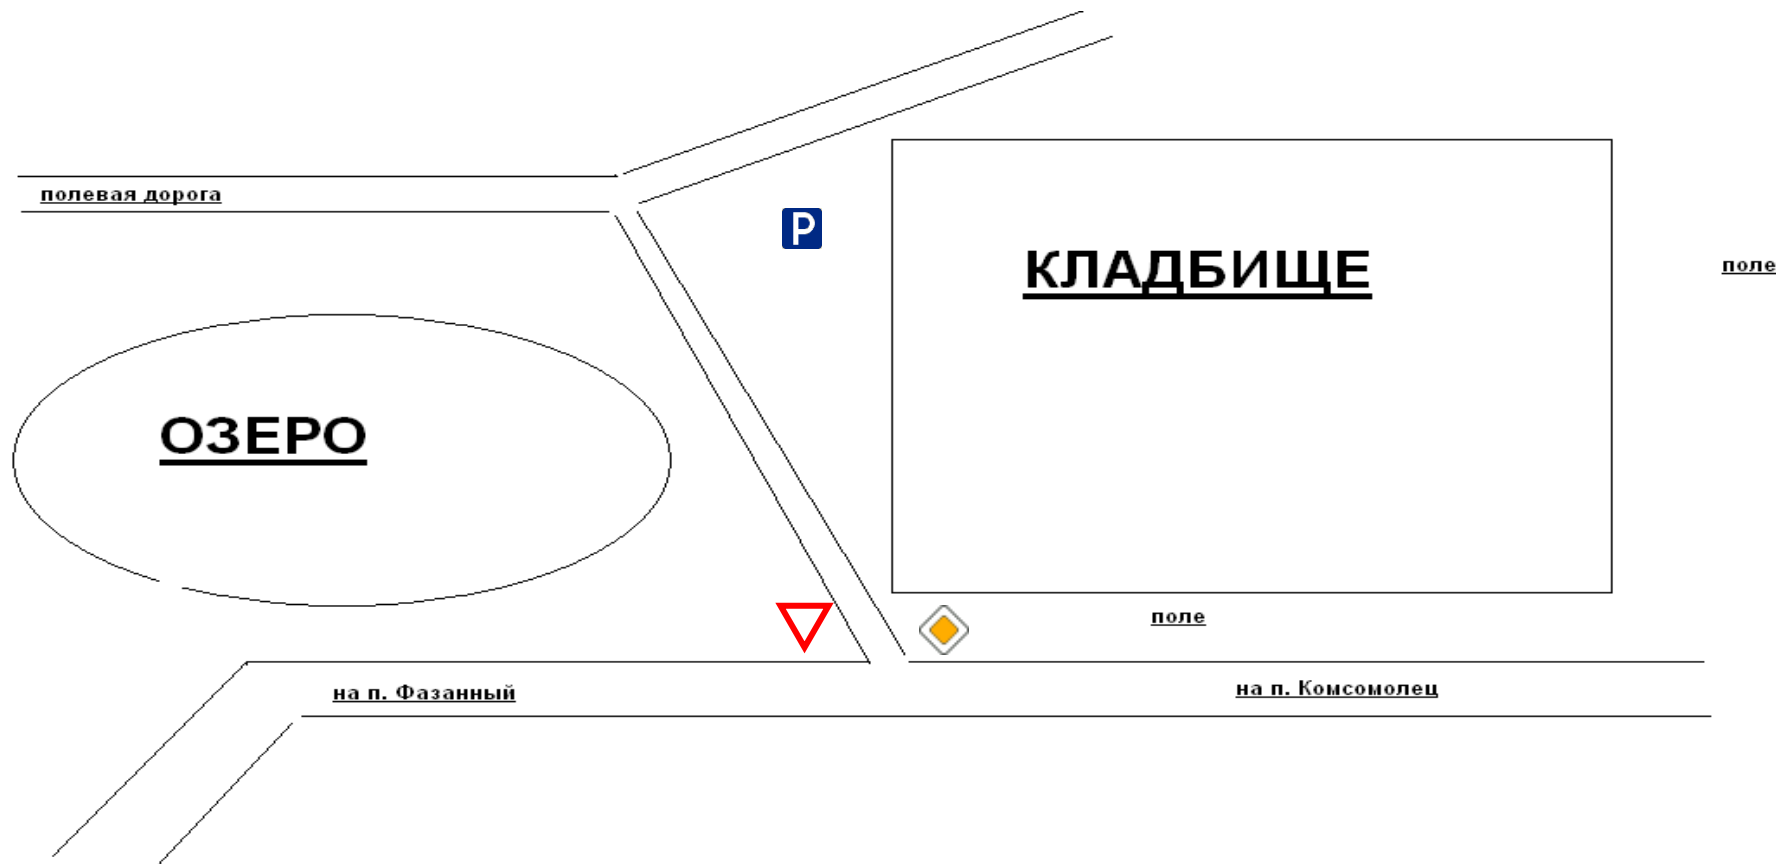 полевая дорога
P
КЛАДБИЩЕ
поле
ОЗЕРО
поле
на п. Фазанный
на п. Комсомолец